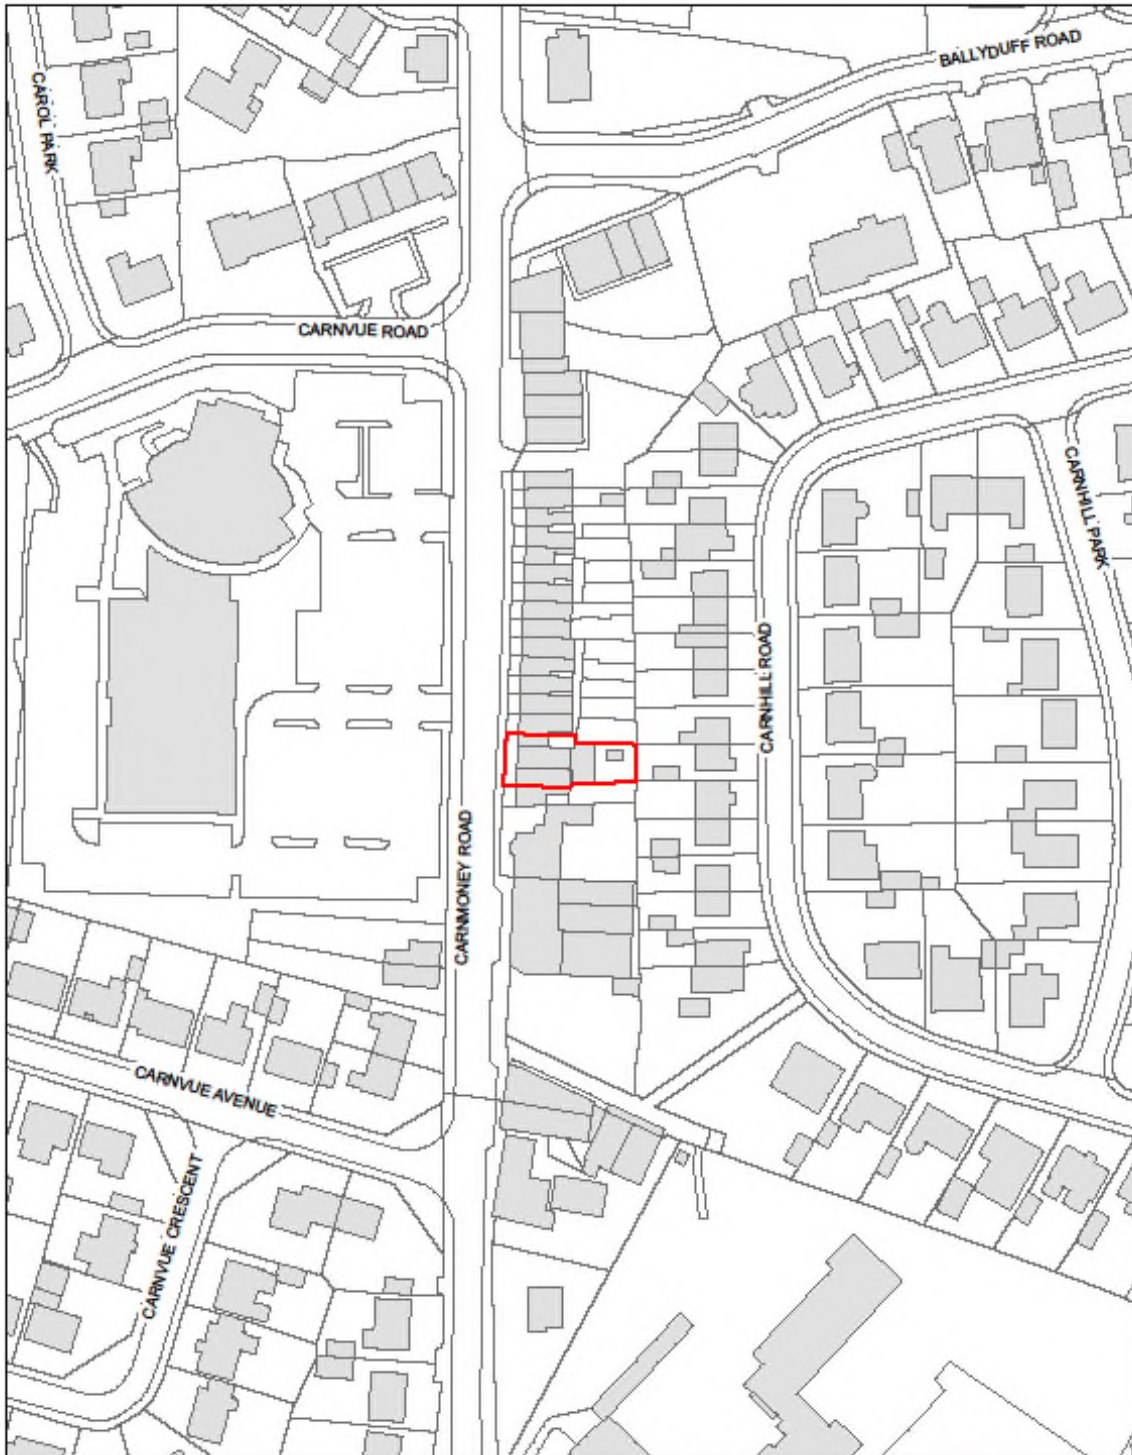 BALLYDUFF ROAD
CAROL PARK
CARNVUE ROAD
CARNHILL PARK
CARNHILL ROAD
CARNMONEY ROAD
CARNVUE AVENUE
CARNVUE CRESCENT